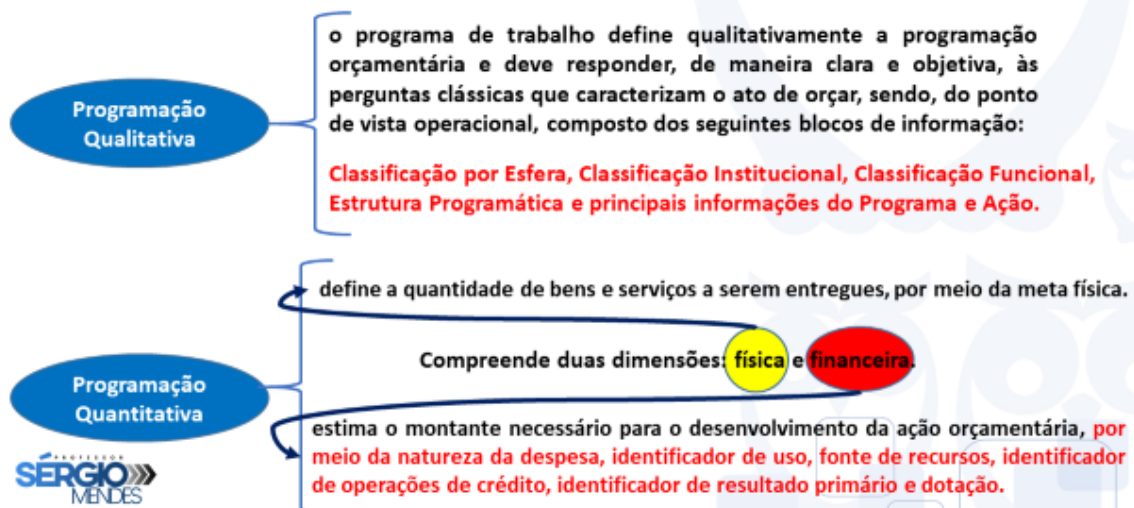 o programa de trabalho define qualitativamente a programação
orçamentária e deve responder, de maneira clara e objetiva, às
perguntas clássicas que caracterizam o ato de orçar, sendo, do ponto
de vista operacional, composto dos seguintes blocos de informação:
Programação
Qualitativa
Classificação por Esfera, Classificação Institucional, Classificação Funcional,
Estrutura Programática e principais informações do Programa e Ação.
define a quantidade de bens e serviços a serem entregues, por meio da meta física.
Compreende duas dimensões: física e financeira.
Programação
Quantitativa
estima o montante necessário para o desenvolvimento da ação orçamentária, por
meio da natureza da despesa, identificador de uso, fonte de recursos, identificador
de operações de crédito, identificador de resultado primário e dotação.
PROFESSOR
SÉRGIO
MENDES